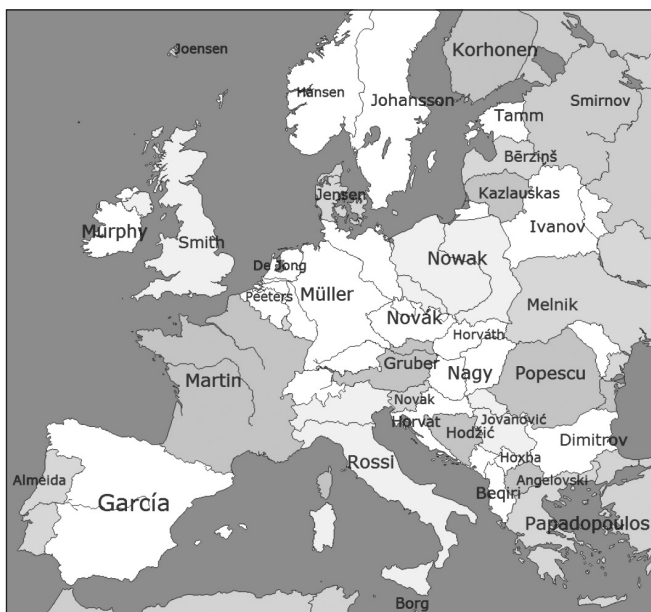 Joensen
Korhonen
Hansen
Johansson
Smirnov
Tamm
Bērziņš
Jensen
Kazlauskas
Ivanov
Murphy
Smith
Nowak
De Jong
Peeters
Müller
Melnik
Novák
Horváth
Gruber
Nagy
Popescu
Martin
Novak
Horvat
Jovanović
Hodžić
Dimitrov
Hoxha
Rossi
Almeida
Angelovski
Beqiri
García
Papadopoulos
Borg